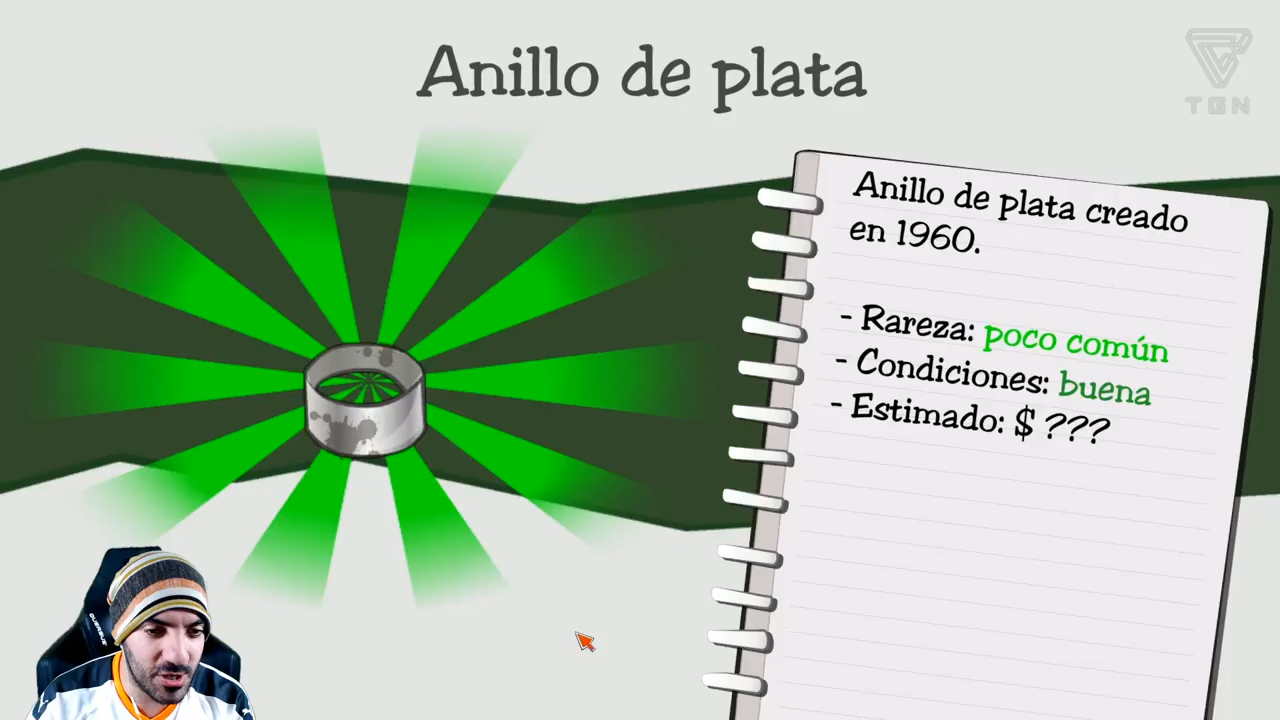 Anillo de plata
TGN
Anillo de plata creado
en 1960.
- Rareza: poco común
- Condiciones: buena
- Estimado: $ ???